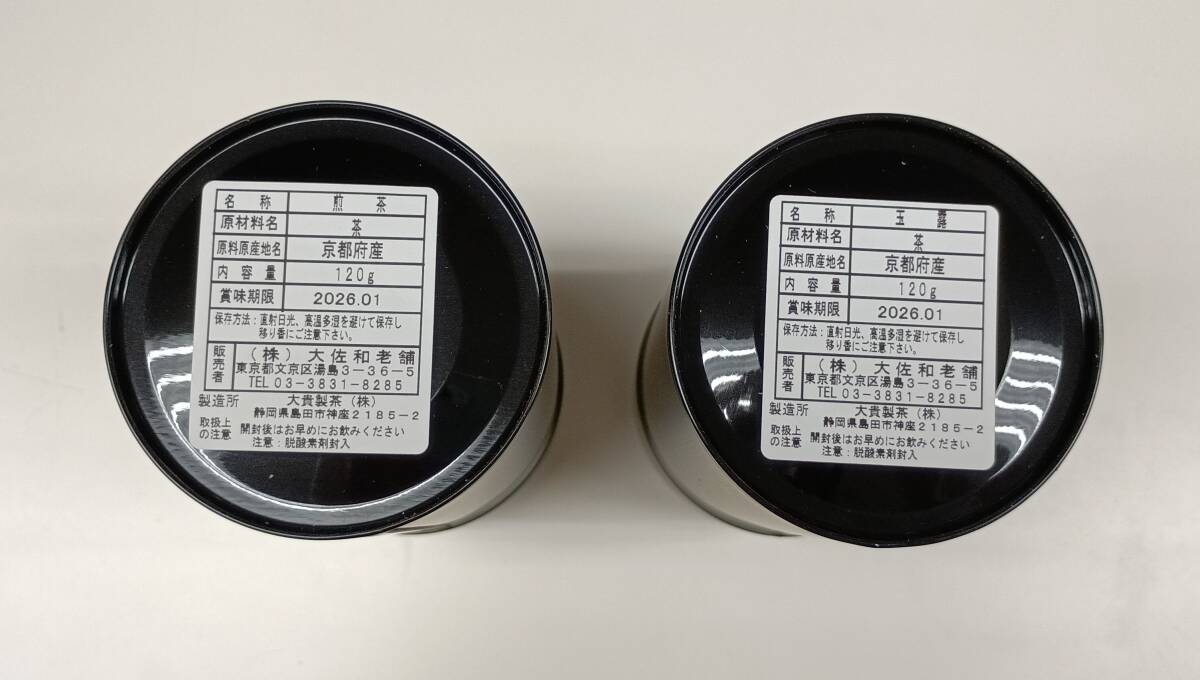 名称 煎茶
原材料名 茶
原料原産地名 京都府産
内容量 120g
賞味期限 2026.01
保存方法：直射日光、高温多湿を避けて保存し
移り香にご注意下さい。
販売者 （株）大佐和老舗
東京都文京区湯島3－36－5
TEL 03-3831-8285
製造所 大貴製茶（株）
静岡県島田市神座2185－2
取扱上の注意 開封後はお早めにお飲みください
注意：脱酸素剤封入
名称 玉露
原材料名 茶
原料原産地名 京都府産
内容量 120g
賞味期限 2026.01
保存方法：直射日光、高温多湿を避けて保存し
移り香にご注意下さい。
販売者 （株）大佐和老舗
東京都文京区湯島3－36－5
TEL 03-3831-8285
製造所 大貴製茶（株）
静岡県島田市神座2185－2
取扱上の注意 開封後はお早めにお飲みください
注意：脱酸素剤封入